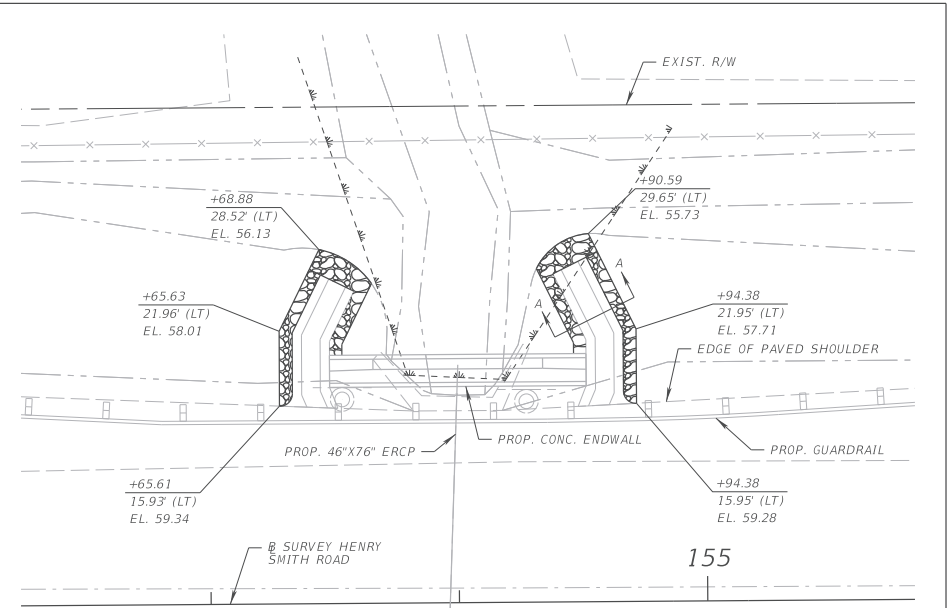 EXIST. R/W
+68.88
28.52' (LT)
EL. 56.13
+90.59
29.65' (LT)
EL. 55.73
A
A
+65.63
21.96' (LT)
EL. 58.01
+94.38
21.95' (LT)
EL. 57.71
EDGE OF PAVED SHOULDER
PROP. CONC. ENDWALL
PROP. 46"X76" ERCP
PROP. GUARDRAIL
+65.61
15.93' (LT)
EL. 59.34
+94.38
15.95' (LT)
EL. 59.28
SURVEY HENRY
SMITH ROAD
155